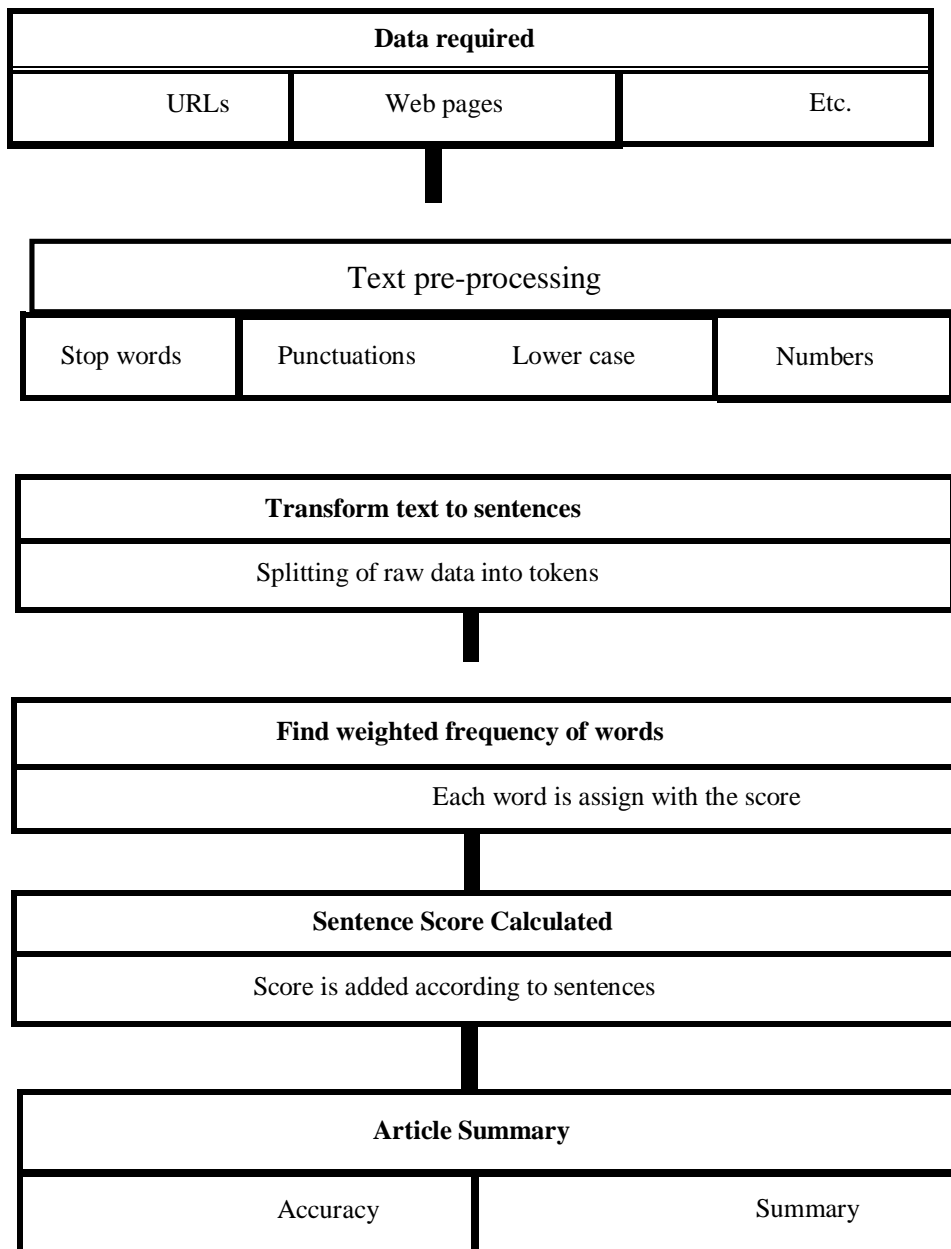 Data required
URLs Web pages Etc.
Text pre-processing
Stop words Punctuations Lower case Numbers
Transform text to sentences
Splitting of raw data into tokens
Find weighted frequency of words
Each word is assign with the score
Sentence Score Calculated
Score is added according to sentences
Article Summary
Accuracy Summary